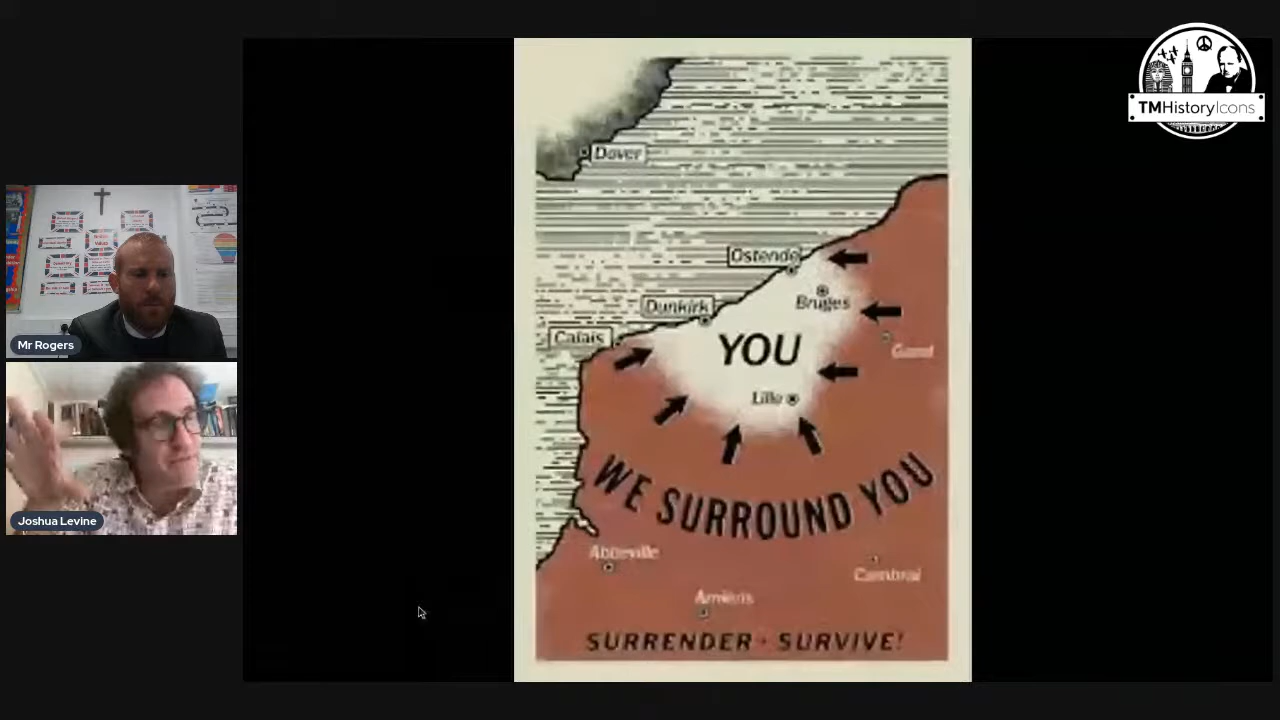 TMHistoryIcons
Dover
Ostende
Bruges
Dunkirk
Calais
Gand
YOU
Lille
WE SURROUND YOU
Abbeville
Cambrai
Amiens
SURRENDER - SURVIVE!
Mr Rogers
Joshua Levine